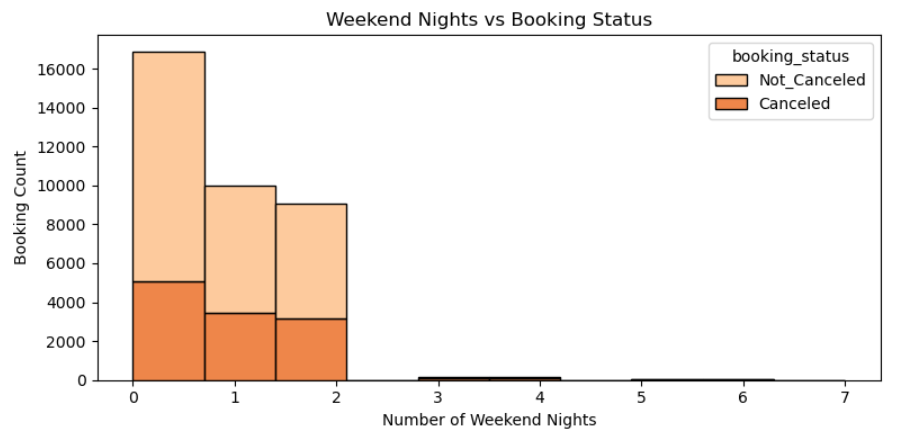 Weekend Nights vs Booking Status
booking_status
Not_Canceled
Canceled
Booking Count
16000
14000
12000
10000
8000
6000
4000
2000
0
0 1 2 3 4 5 6 7
Number of Weekend Nights